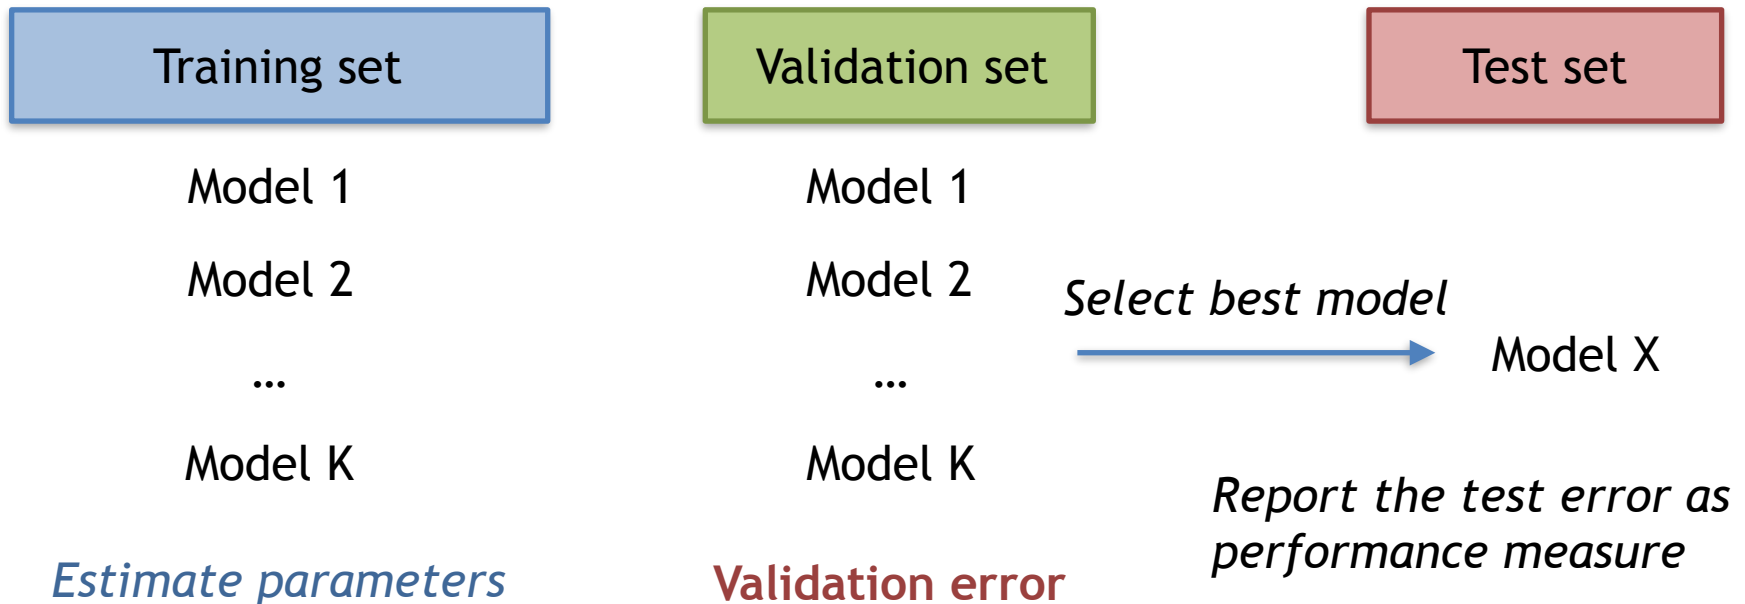 Training set
Validation set
Test set
Model 1
Model 2
...
Model K
Estimate parameters
Model 1
Model 2
...
Model K
Validation error
Select best model
Model X
Report the test error as
performance measure